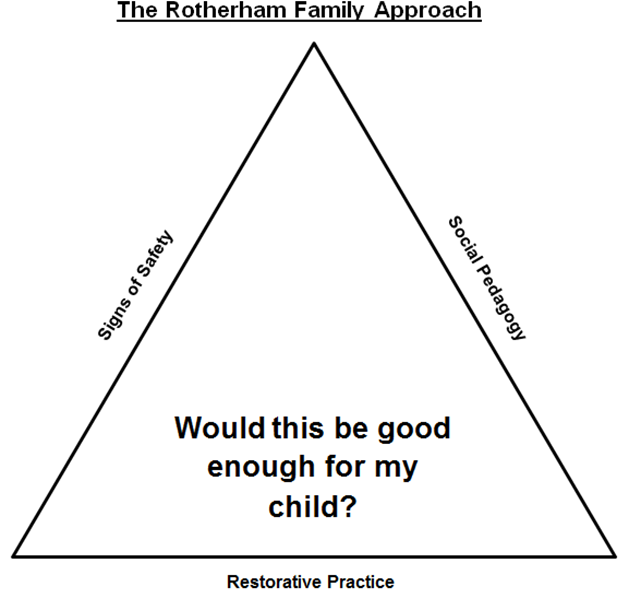 The Rotherham Family Approach
Signs of Safety
Social Pedagogy
Would this be good
enough for my
child?
Restorative Practice